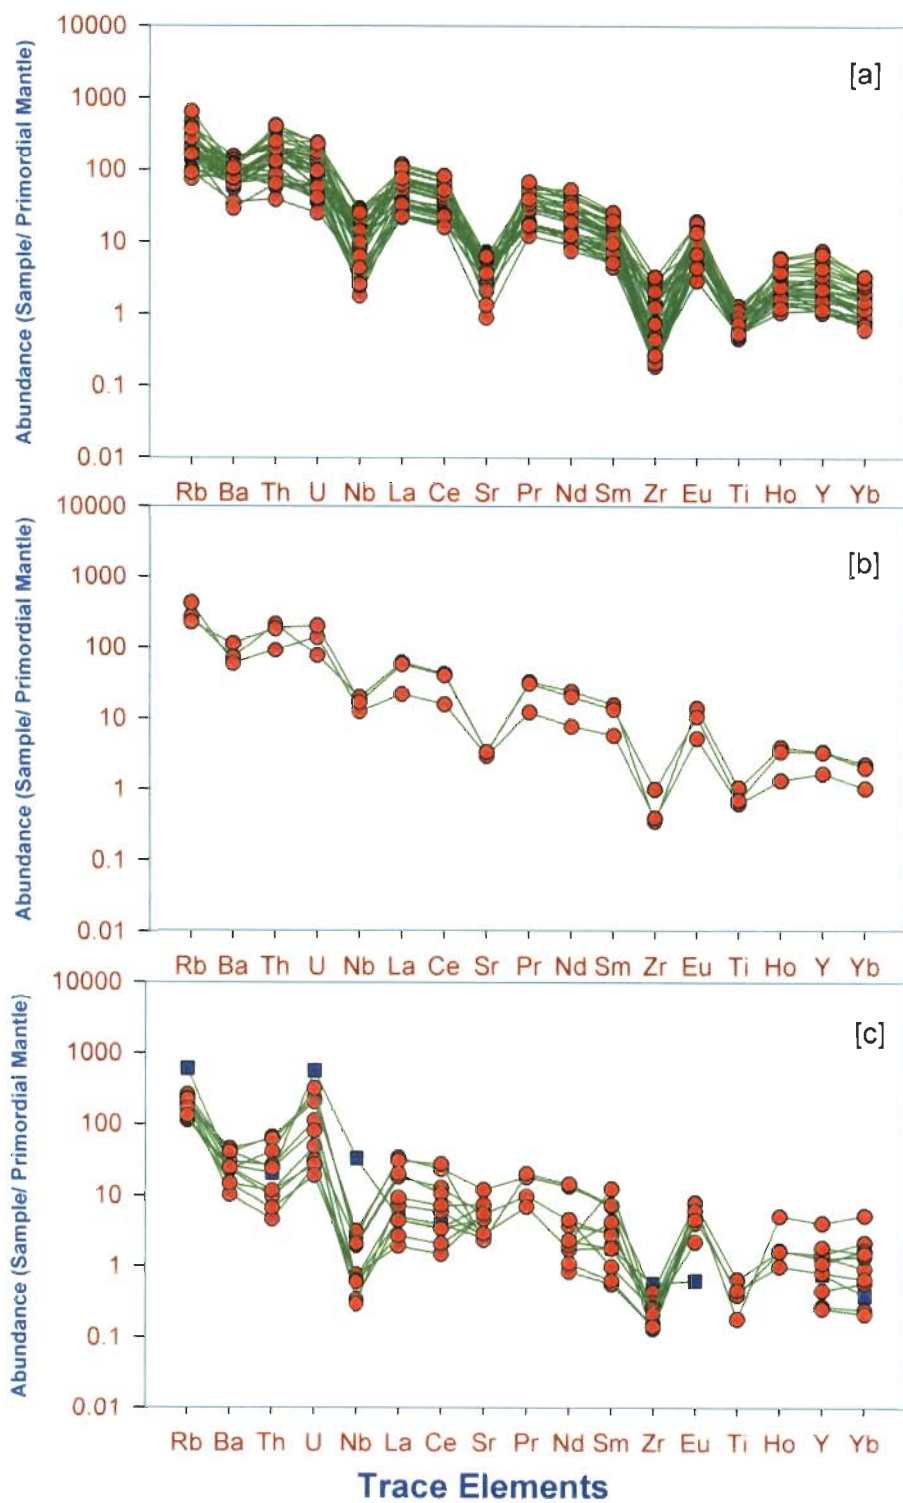 10000
[a]
1000
100
10
1
0.1
0.01
Abundance (Sample/ Primordial Mantle)
Rb Ba Th U Nb La Ce Sr Pr Nd Sm Zr Eu Ti Ho Y Yb
10000
[b]
1000
100
10
1
0.1
0.01
Abundance (Sample/ Primordial Mantle)
Rb Ba Th U Nb La Ce Sr Pr Nd Sm Zr Eu Ti Ho Y Yb
10000
[c]
1000
100
10
1
0.1
0.01
Abundance (Sample/ Primordial Mantle)
Rb Ba Th U Nb La Ce Sr Pr Nd Sm Zr Eu Ti Ho Y Yb
Trace Elements